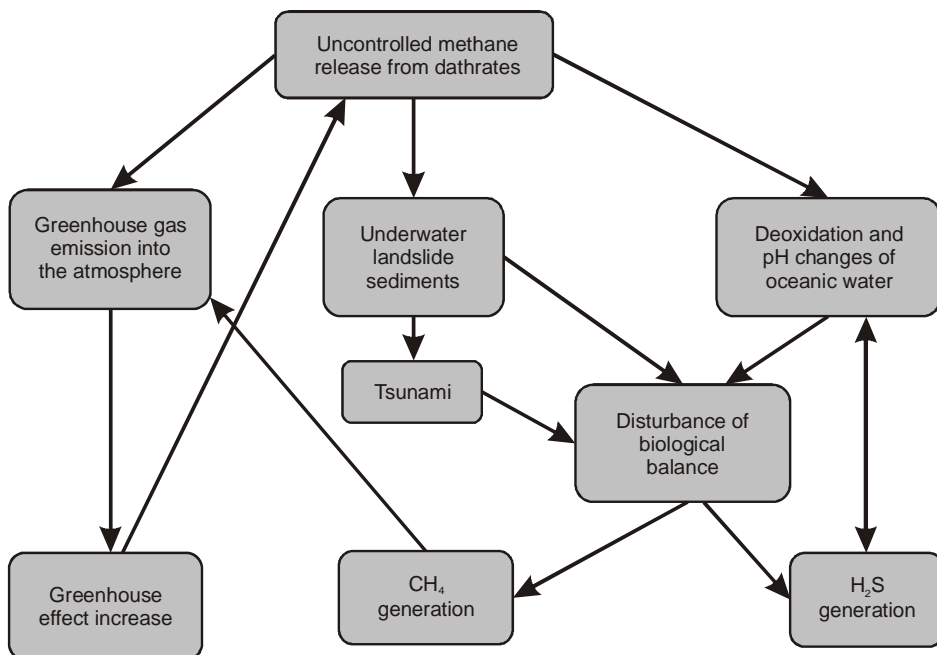 Uncontrolled methane
release from dathrates
Greenhouse gas
emission into
the atmosphere
Underwater
landslide
sediments
Deoxidation and
pH changes of
oceanic water
Tsunami
Disturbance of
biological
balance
Greenhouse
effect increase
CH₄
generation
H₂S
generation